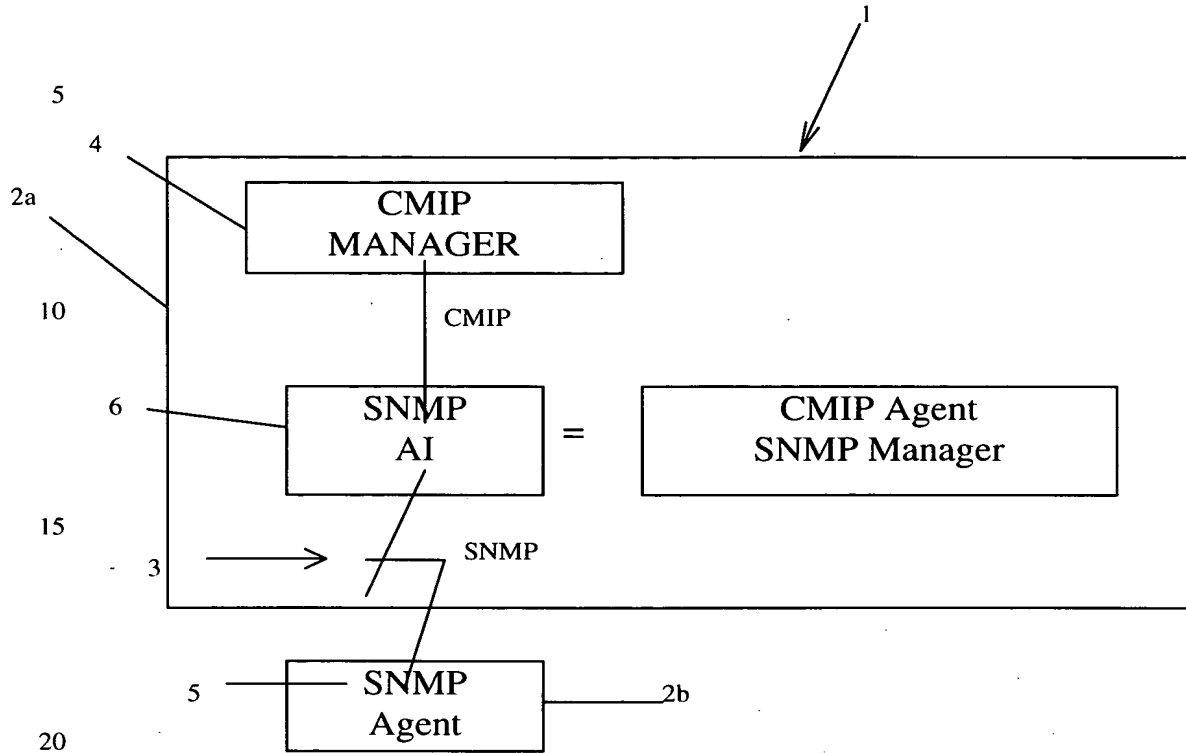 1
5
4
2a
CMIP
MANAGER
10
CMIP
6
SNMP
AI
=
CMIP Agent
SNMP Manager
15
3
SNMP
5
SNMP
Agent
2b
20